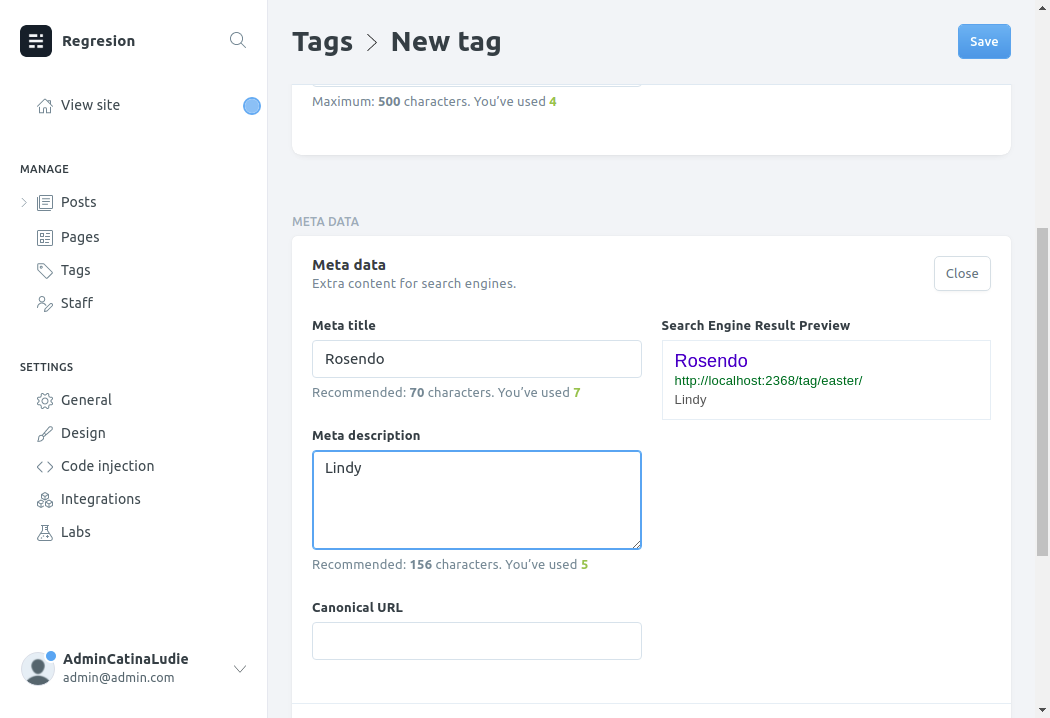 Regresion
View site
MANAGE
Posts
Pages
Tags
Staff
SETTINGS
General
Design
Code injection
Integrations
Labs
AdminCatinaLudie
admin@admin.com
Tags > New tag
Save
Maximum: 500 characters. You’ve used 4
META DATA
Meta data
Extra content for search engines.
Close
Meta title
Rosendo
Recommended: 70 characters. You’ve used 7
Meta description
Lindy
Recommended: 156 characters. You’ve used 5
Canonical URL
Search Engine Result Preview
Rosendo
http://localhost:2368/tag/easter/
Lindy